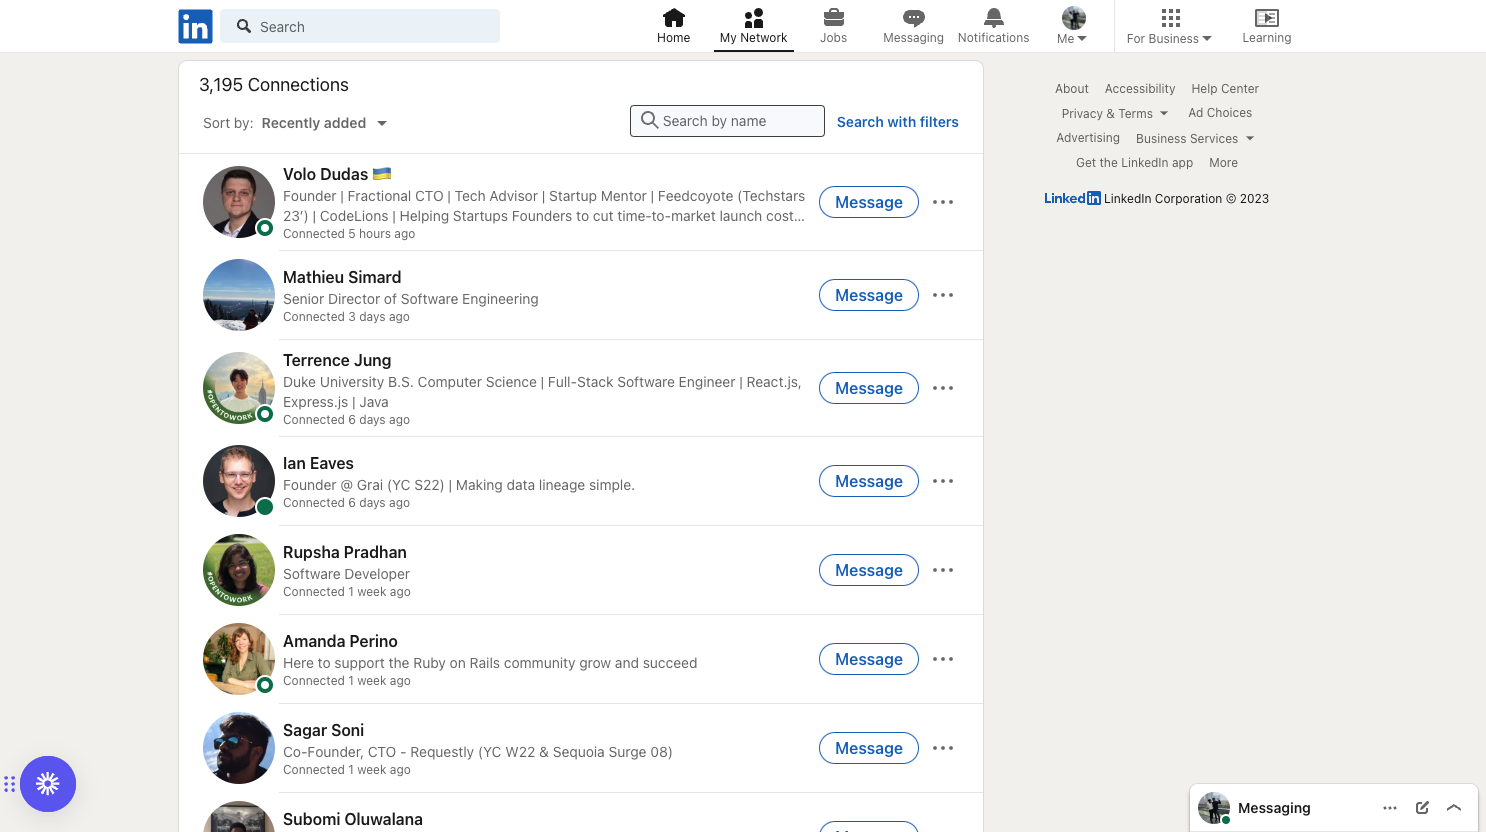 in
Search
Home
My Network
Jobs
Messaging
Notifications
Me
For Business
Learning
3,195 Connections
Sort by: Recently added
Search by name
Search with filters
Volo Dudas 🇺🇦
Founder | Fractional CTO | Tech Advisor | Startup Mentor | Feedcoyote (Techstars
23’) | CodeLions | Helping Startups Founders to cut time-to-market launch cost...
Connected 5 hours ago
Message
Mathieu Simard
Senior Director of Software Engineering
Connected 3 days ago
Message
Terrence Jung
Duke University B.S. Computer Science | Full-Stack Software Engineer | React.js,
Express.js | Java
Connected 6 days ago
#OPENTOWORK
Message
Ian Eaves
Founder @ Grai (YC S22) | Making data lineage simple.
Connected 6 days ago
Message
Rupsha Pradhan
Software Developer
Connected 1 week ago
#OPENTOWORK
Message
Amanda Perino
Here to support the Ruby on Rails community grow and succeed
Connected 1 week ago
Message
Sagar Soni
Co-Founder, CTO - Requestly (YC W22 & Sequoia Surge 08)
Connected 1 week ago
Message
Subomi Oluwalana
About Accessibility Help Center
Privacy & Terms Ad Choices
Advertising Business Services
Get the LinkedIn app More
LinkedIn LinkedIn Corporation © 2023
Messaging